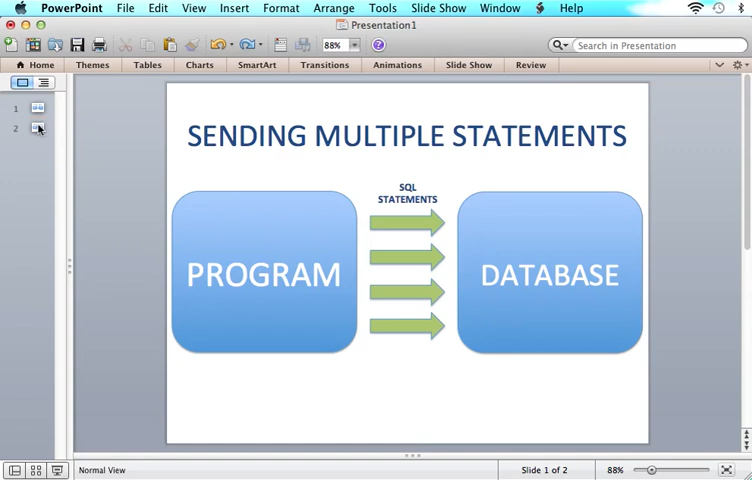 PowerPoint File Edit View Insert Format Arrange Tools Slide Show Window Help
Presentation1
88% Search in Presentation
Home Themes Tables Charts SmartArt Transitions Animations Slide Show Review
1
2
SENDING MULTIPLE STATEMENTS
SQL
STATEMENTS
PROGRAM
DATABASE
Normal View Slide 1 of 2 88%